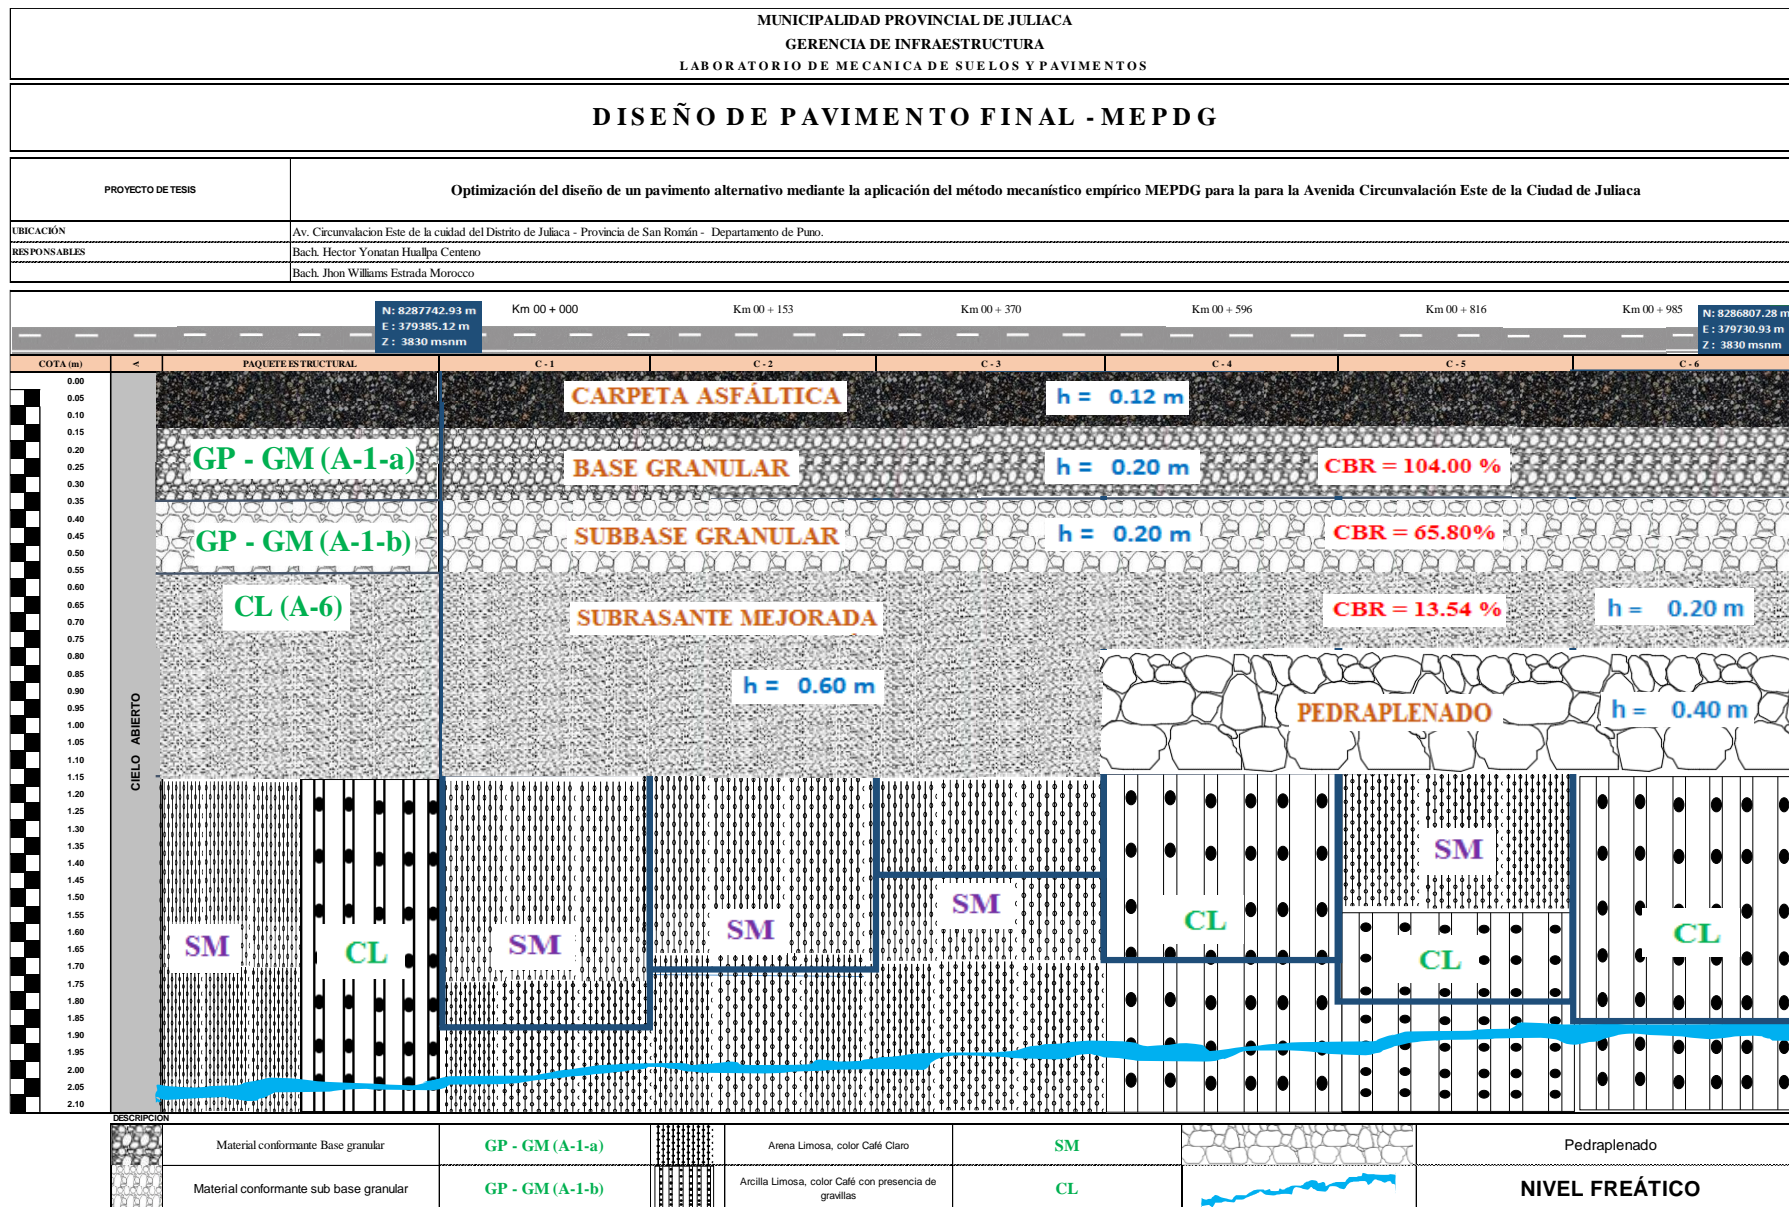 MUNICIPALIDAD PROVINCIAL DE JULIACA
GERENCIA DE INFRAESTRUCTURA
LABORATORIO DE MECANICA DE SUELOS Y PAVIMENTOS
DISEÑO DE PAVIMENTO FINAL - MEPDG
PROYECTO DE TESIS
Optimización del diseño de un pavimento alternativo mediante la aplicación del método mecanístico empírico MEPDG para la para la Avenida Circunvalación Este de la Ciudad de Juliaca
UBICACIÓN
Av. Circunvalacion Este de la cuidad del Distrito de Juliaca - Provincia de San Román - Departamento de Puno.
RESPONSABLES
Bach. Hector Yonatan Huallpa Centeno
Bach. Jhon Williams Estrada Morocco
N: 8287742.93 m
E : 379385.12 m
Z : 3830 msnm
Km 00 + 000
Km 00 + 153
Km 00 + 370
Km 00 + 596
Km 00 + 816
Km 00 + 985
N: 8286807.28 m
E : 379730.93 m
Z : 3830 msnm
COTA (m)
A
PAQUETE ESTRUCTURAL
C - 1
C - 2
C - 3
C - 4
C - 5
C - 6
0.00
0.05
0.10
0.15
0.20
0.25
0.30
0.35
0.40
0.45
0.50
0.55
0.60
0.65
0.70
0.75
0.80
0.85
0.90
0.95
1.00
1.05
1.10
1.15
1.20
1.25
1.30
1.35
1.40
1.45
1.50
1.55
1.60
1.65
1.70
1.75
1.80
1.85
1.90
1.95
2.00
2.05
2.10
CIELO ABIERTO
CARPETA ASFÁLTICA
h = 0.12 m
GP - GM (A-1-a)
BASE GRANULAR
h = 0.20 m
CBR = 104.00 %
GP - GM (A-1-b)
SUBBASE GRANULAR
h = 0.20 m
CBR = 65.80%
CL (A-6)
SUBRASANTE MEJORADA
CBR = 13.54 %
h = 0.20 m
h = 0.60 m
PEDRAPLENADO
h = 0.40 m
SM
CL
SM
SM
SM
CL
SM
CL
CL
DESCRIPCION
Material conformante Base granular
GP - GM (A-1-a)
Arena Limosa, color Café Claro
SM
Pedraplenado
Material conformante sub base granular
GP - GM (A-1-b)
Arcilla Limosa, color Café con presencia de
gravillas
CL
NIVEL FREÁTICO